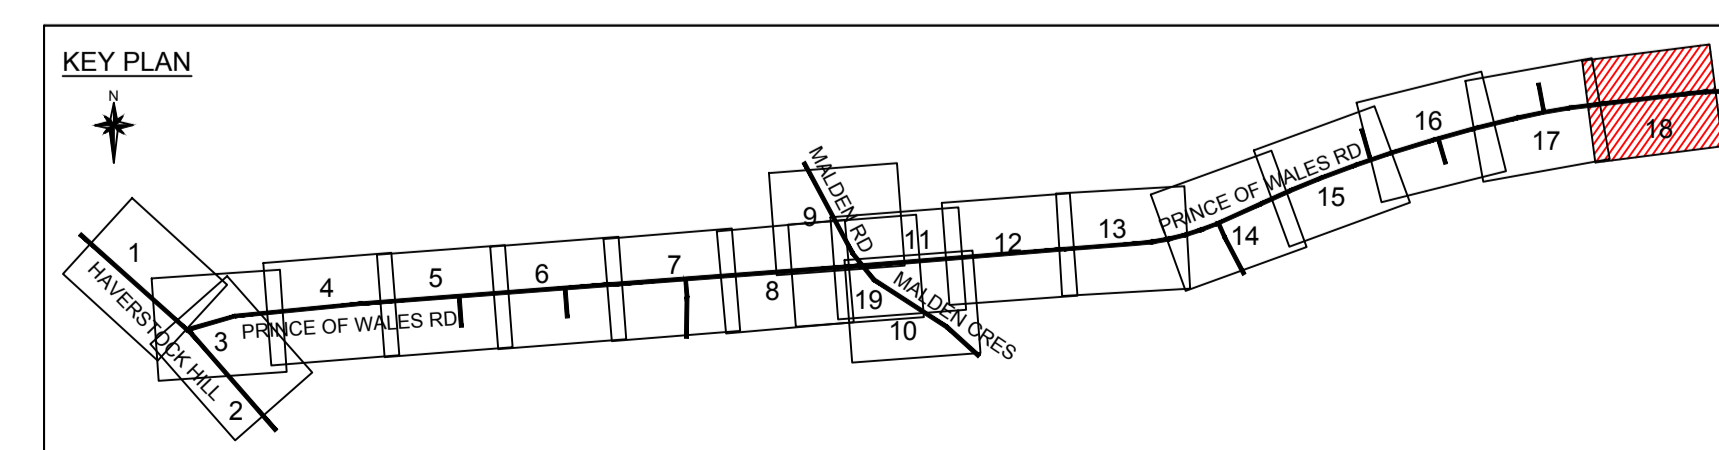 KEY PLAN
N
1
HAVERSTOCK HILL
2
3
4
PRINCE OF WALES RD
5
6
7
8
9
MALDEN RD
11
19
10
MALDEN CRES
12
13
PRINCE OF WALES RD
14
15
16
17
18